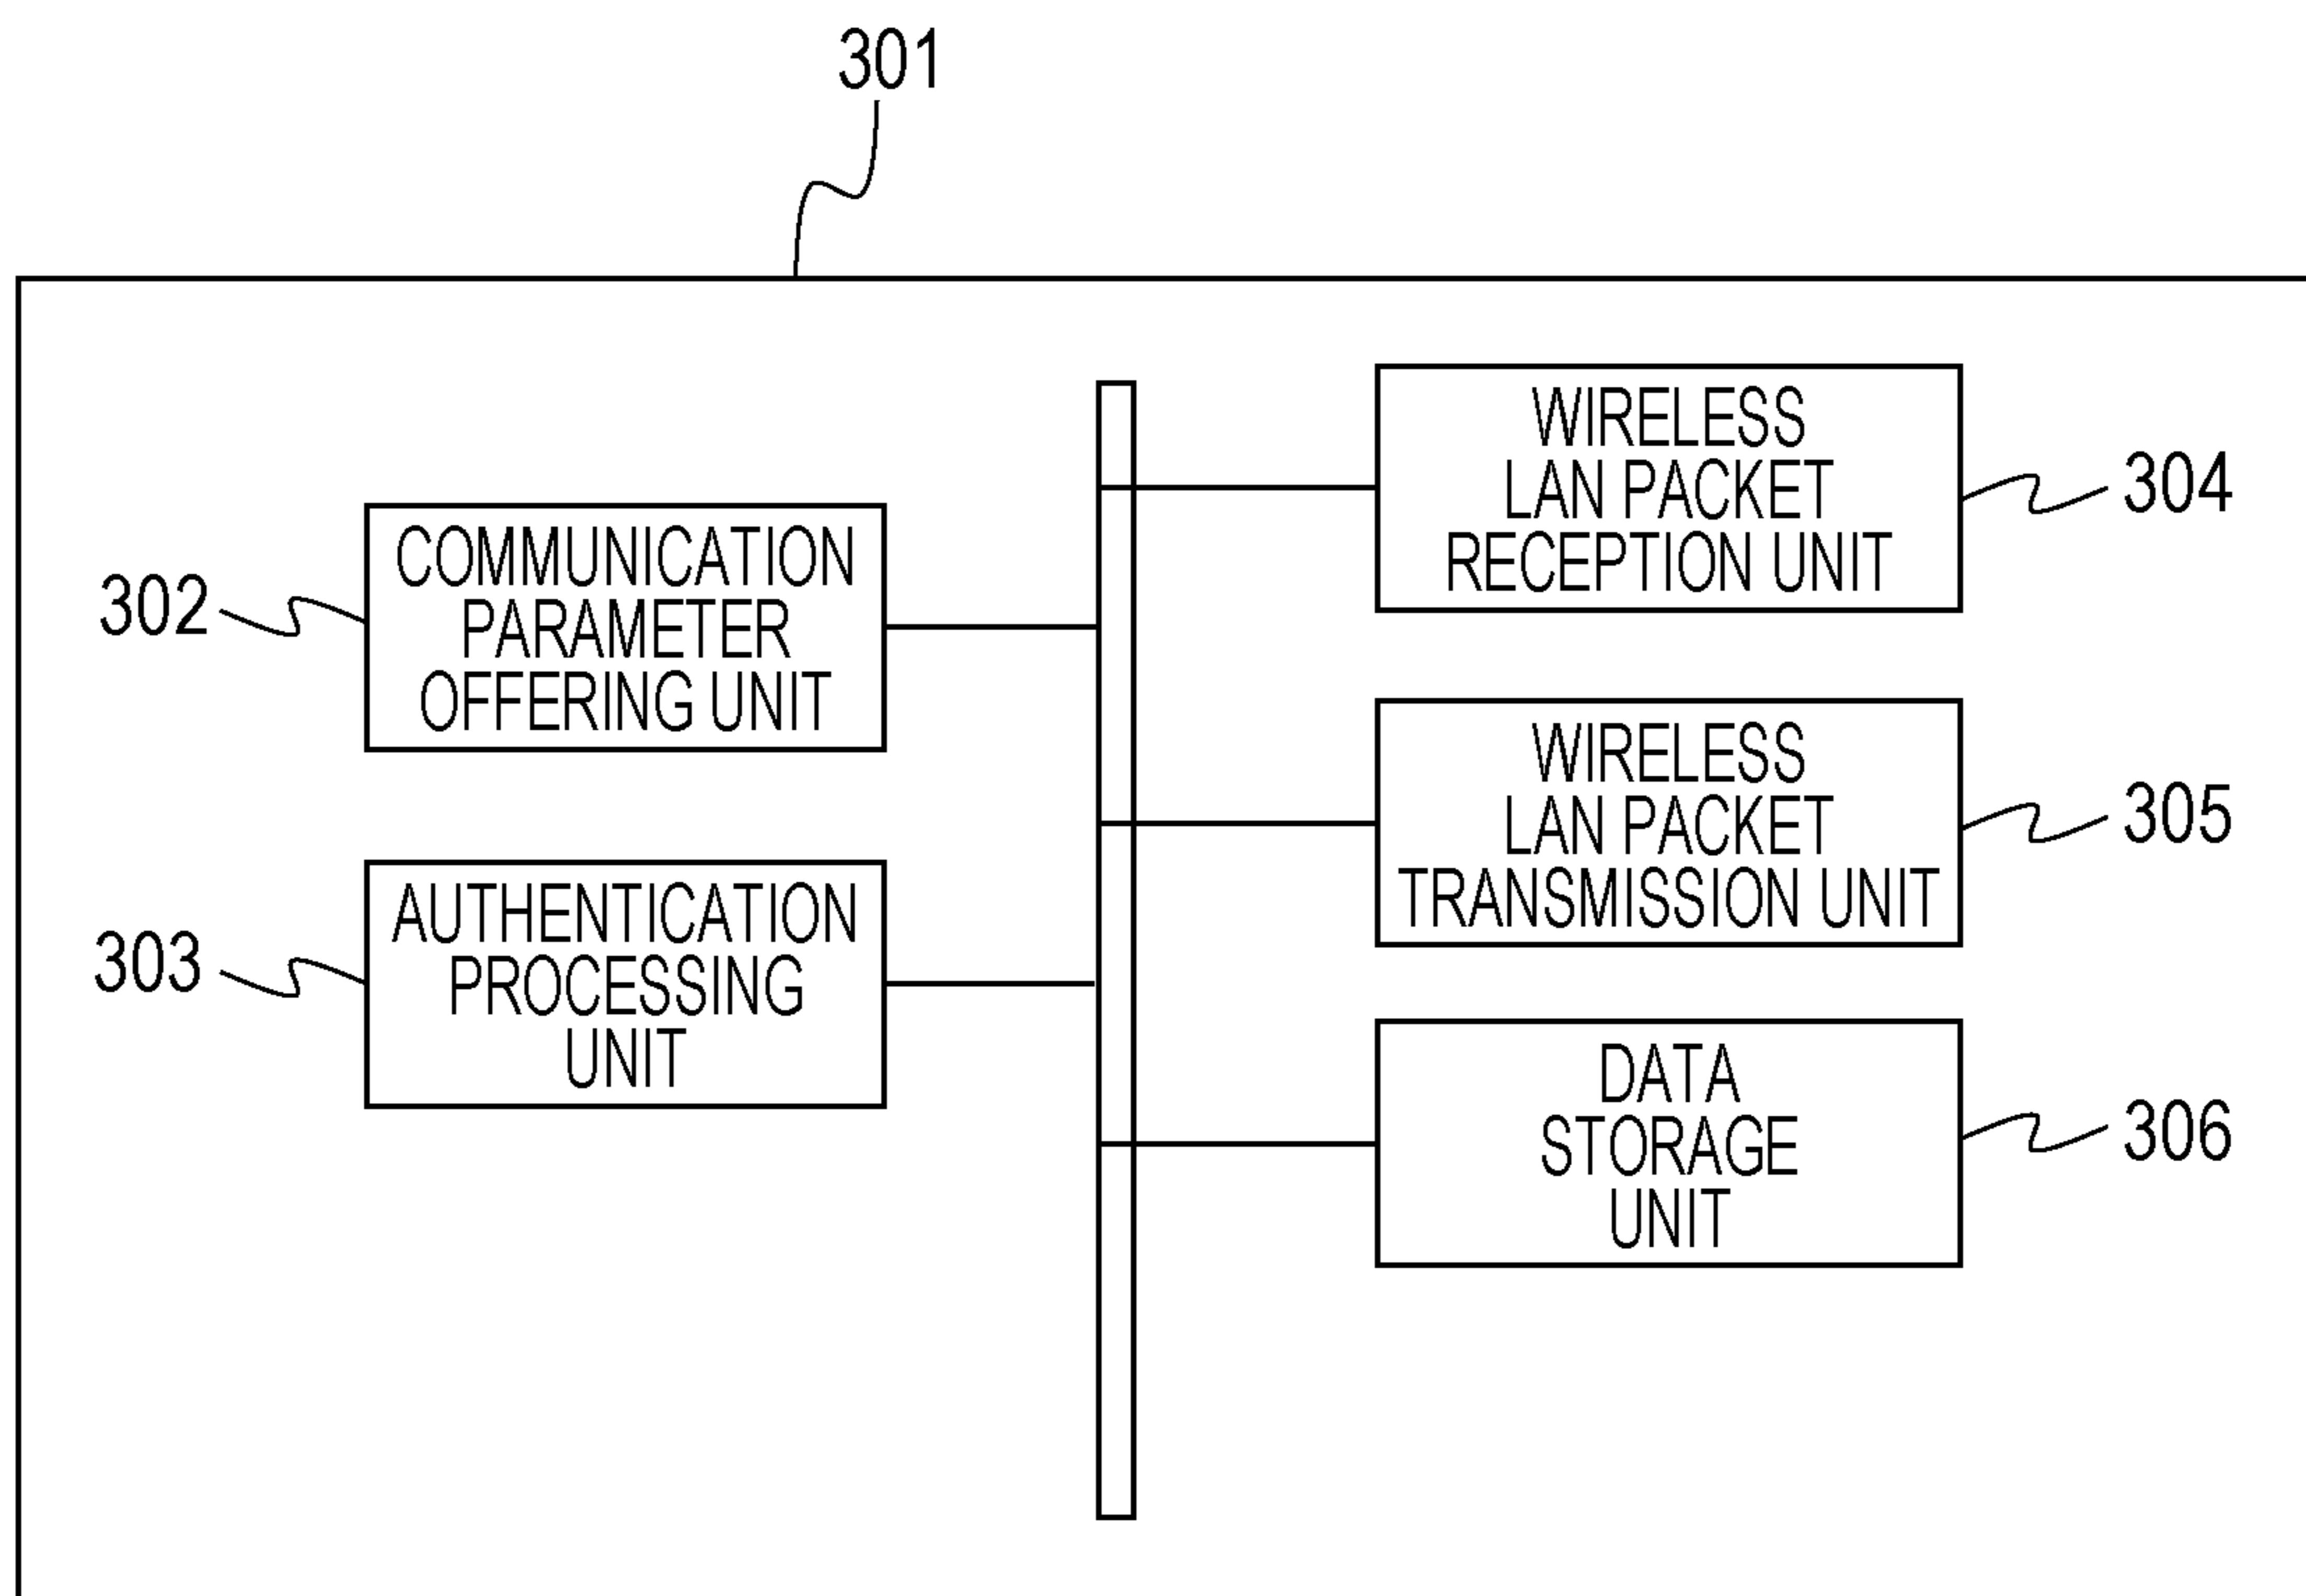 301
302
COMMUNICATION
PARAMETER
OFFERING UNIT
303
AUTHENTICATION
PROCESSING
UNIT
WIRELESS
LAN PACKET
RECEPTION UNIT
304
WIRELESS
LAN PACKET
TRANSMISSION UNIT
305
DATA
STORAGE
UNIT
306